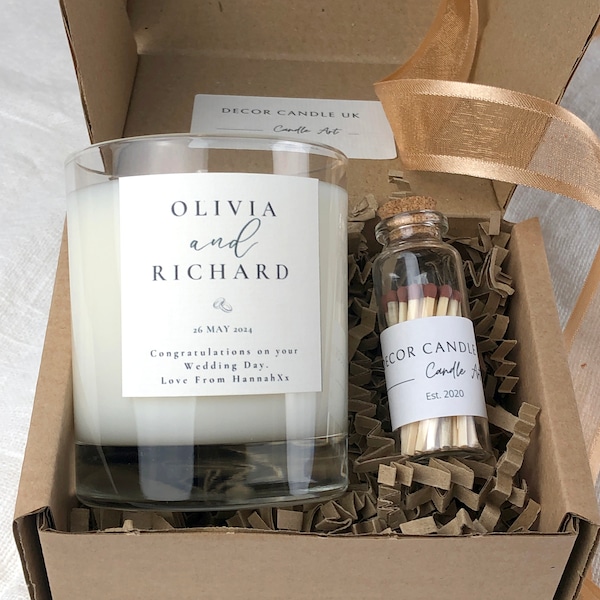 DECOR CANDLE UK
Candle Art
OLIVIA
and
RICHARD
26 MAY 2024
Congratulations on your
Wedding Day.
Love From HannahXx
DECOR CANDLE
Candle Art
Est. 2020